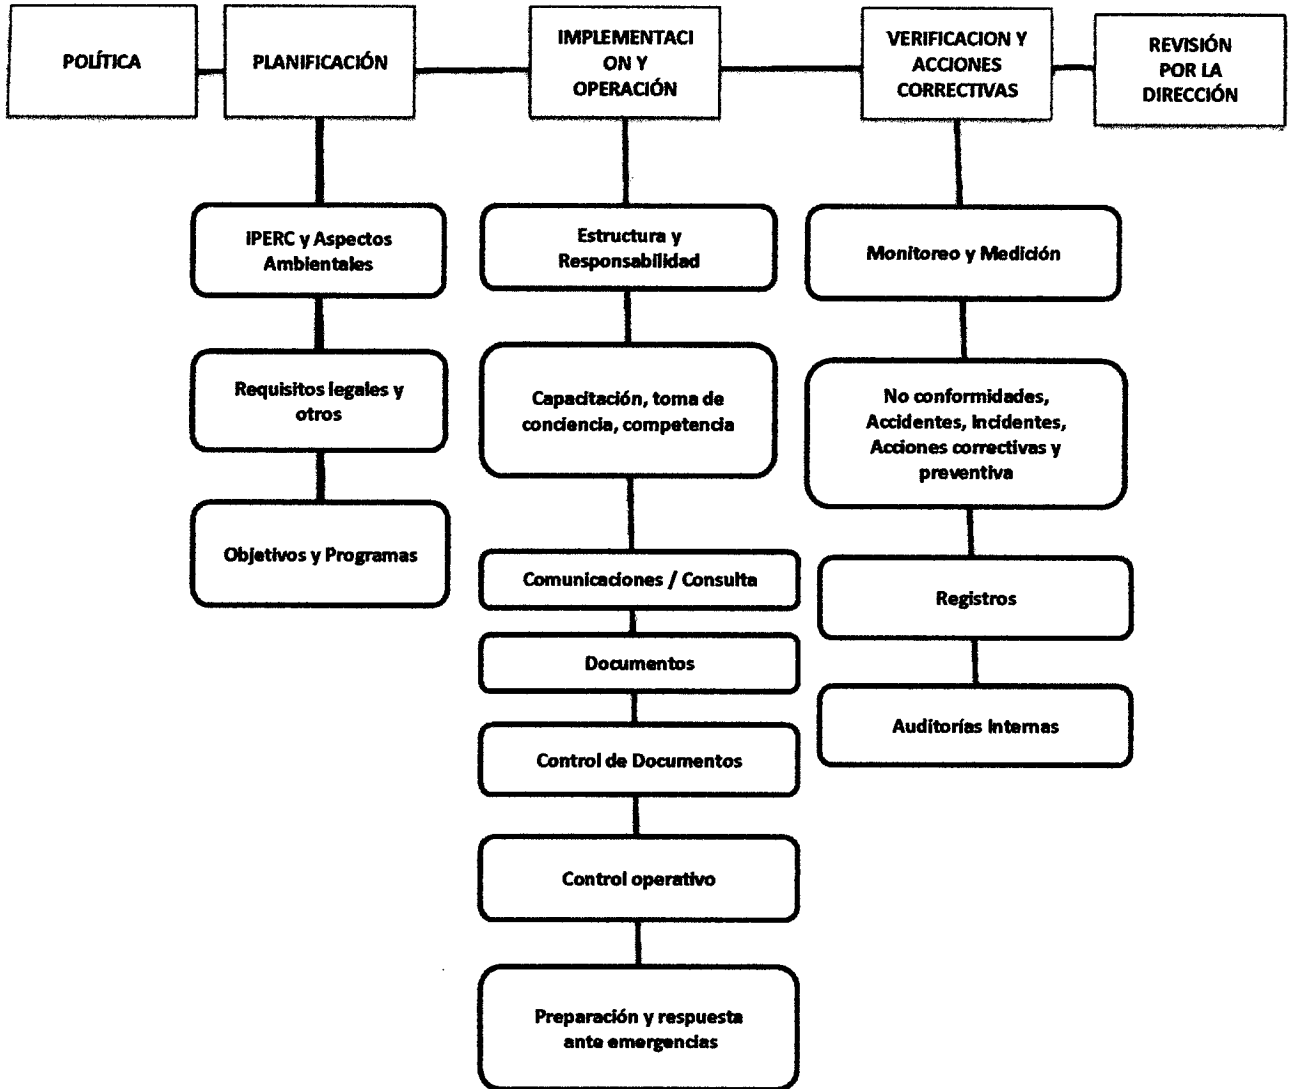 POLÍTICA
PLANIFICACIÓN
IMPLEMENTACI
ON Y
OPERACIÓN
VERIFICACION Y
ACCIONES
CORRECTIVAS
REVISIÓN
POR LA
DIRECCIÓN
IPERC y Aspectos
Ambientales
Requisitos legales y
otros
Objetivos y Programas
Estructura y
Responsabilidad
Capacitación, toma de
conciencia, competencia
Comunicaciones / Consulta
Documentos
Control de Documentos
Control operativo
Preparación y respuesta
ante emergencias
Monitoreo y Medición
No conformidades,
Accidentes, Incidentes,
Acciones correctivas y
preventiva
Registros
Auditorías Internas